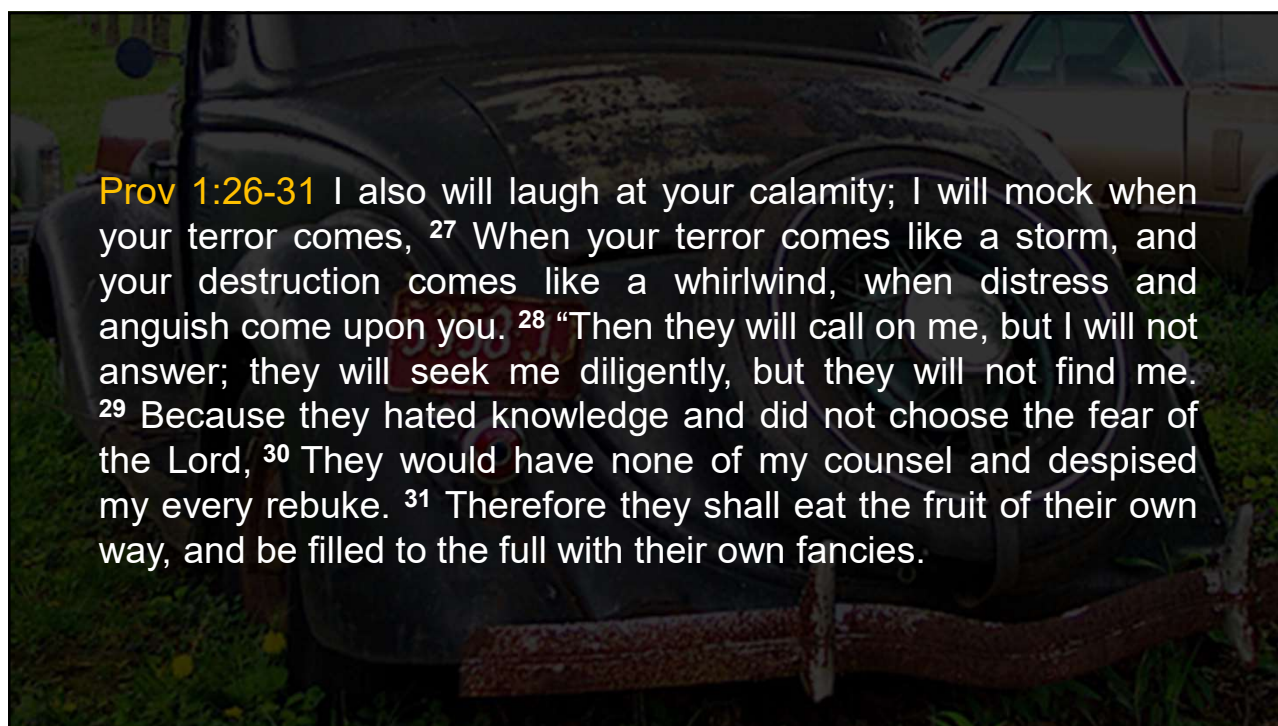 Prov 1:26-31 I also will laugh at your calamity; I will mock when
your terror comes, 27 When your terror comes like a storm, and
your destruction comes like a whirlwind, when distress and
anguish come upon you. 28 “Then they will call on me, but I will not
answer; they will seek me diligently, but they will not find me.
29 Because they hated knowledge and did not choose the fear of
the Lord, 30 They would have none of my counsel and despised
my every rebuke. 31 Therefore they shall eat the fruit of their own
way, and be filled to the full with their own fancies.